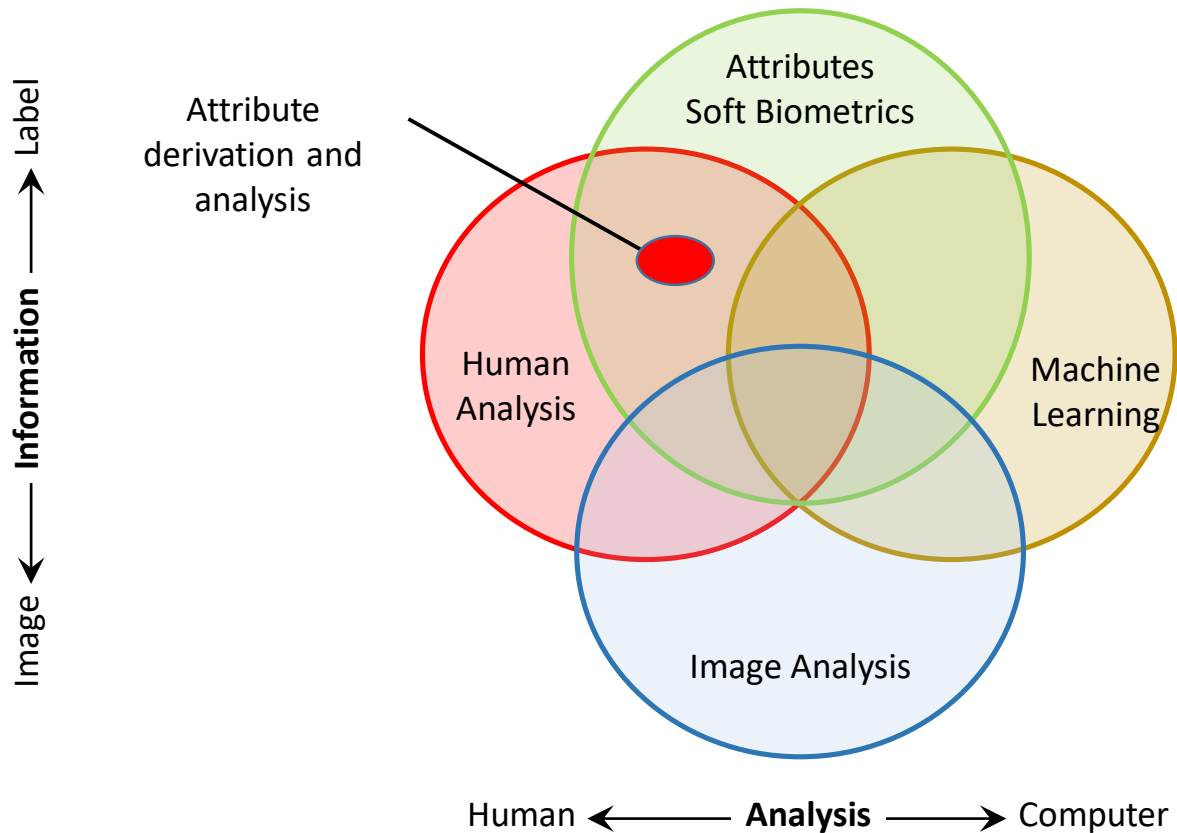 Attributes
Soft Biometrics
Attribute
derivation and
analysis
Human
Analysis
Machine
Learning
Image Analysis
Label
Information
Image
Human Analysis Computer